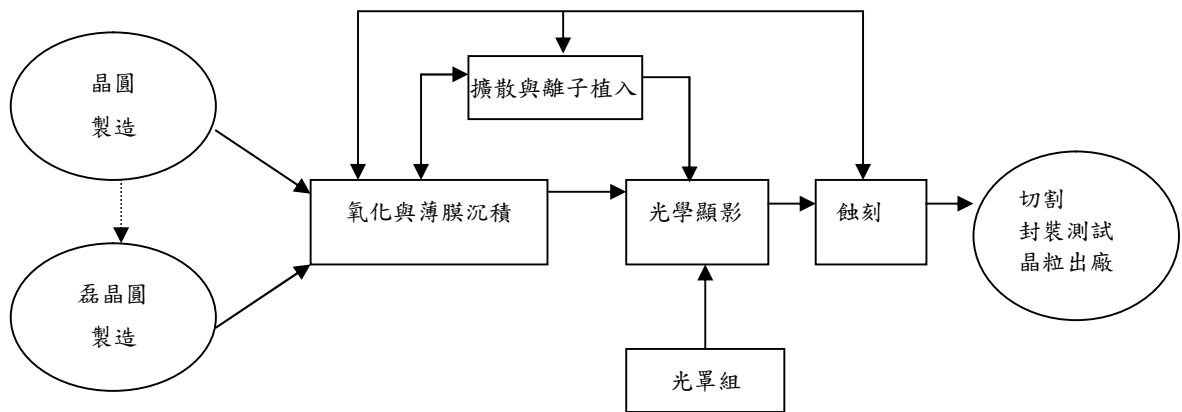 晶圓
製造
擴散與離子植入
氧化與薄膜沉積
光學顯影
蝕刻
切割
封裝測試
晶粒出廠
磊晶圓
製造
光罩組